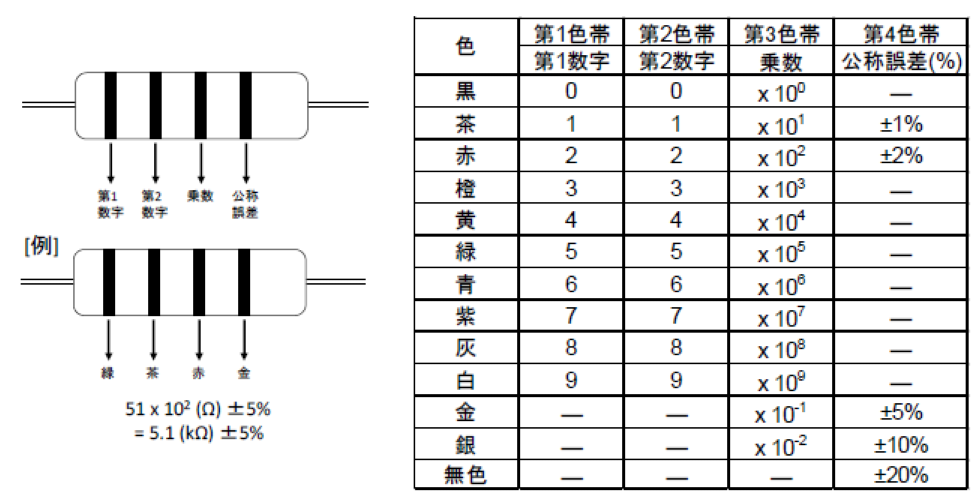 第1
数字
第2
数字
乗数
公称
誤差
[例]
緑
茶
赤
金
51 x 10² (Ω) ±5%
= 5.1 (kΩ) ±5%
色 第1色帯 第2色帯 第3色帯 第4色帯
第1数字 第2数字 乗数 公称誤差(%)
黒 0 0 x 10⁰ —
茶 1 1 x 10¹ ±1%
赤 2 2 x 10² ±2%
橙 3 3 x 10³ —
黄 4 4 x 10⁴ —
緑 5 5 x 10⁵ —
青 6 6 x 10⁶ —
紫 7 7 x 10⁷ —
灰 8 8 x 10⁸ —
白 9 9 x 10⁹ —
金 — — x 10⁻¹ ±5%
銀 — — x 10⁻² ±10%
無色 — — — ±20%